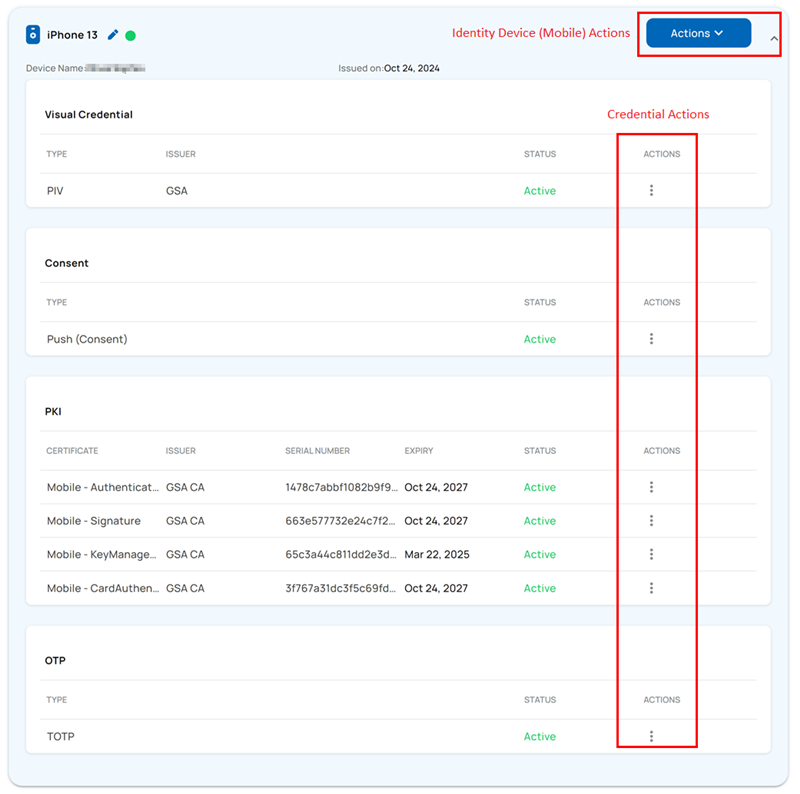 iPhone 13
Identity Device (Mobile) Actions
Actions
Device Name:
Issued on:Oct 24, 2024
Visual Credential
Credential Actions
TYPE ISSUER STATUS ACTIONS
PIV GSA Active
Consent
TYPE STATUS ACTIONS
Push (Consent) Active
PKI
CERTIFICATE ISSUER SERIAL NUMBER EXPIRY STATUS ACTIONS
Mobile - Authenticat... GSA CA 1478c7abbf1082b9f9... Oct 24, 2027 Active
Mobile - Signature GSA CA 663e577732e24c7f2... Oct 24, 2027 Active
Mobile - KeyManage... GSA CA 65c3a44c811dd2e3d... Mar 22, 2025 Active
Mobile - CardAuthen... GSA CA 3f767a31dc3f5c69fd... Oct 24, 2027 Active
OTP
TYPE STATUS ACTIONS
TOTP Active